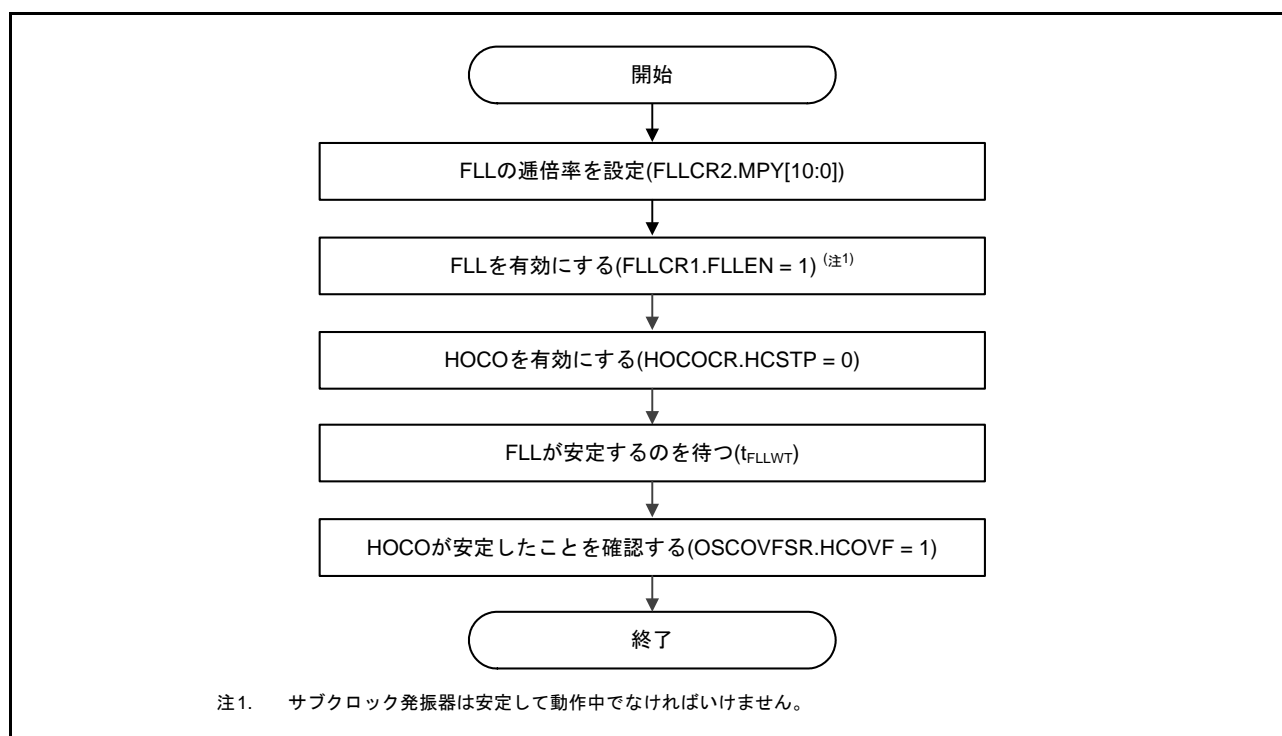 開始
FLLの逓倍率を設定(FLLCR2.MPY[10:0])
FLLを有効にする(FLLCR1.FLLEN = 1) (注1)
HOCOを有効にする(HOCOCR.HCSTP = 0)
FLLが安定するのを待つ(tFLLWT)
HOCOが安定したことを確認する(OSCOVFSR.HCOVF = 1)
終了
注1. サブクロック発振器は安定して動作中でなければいけません。